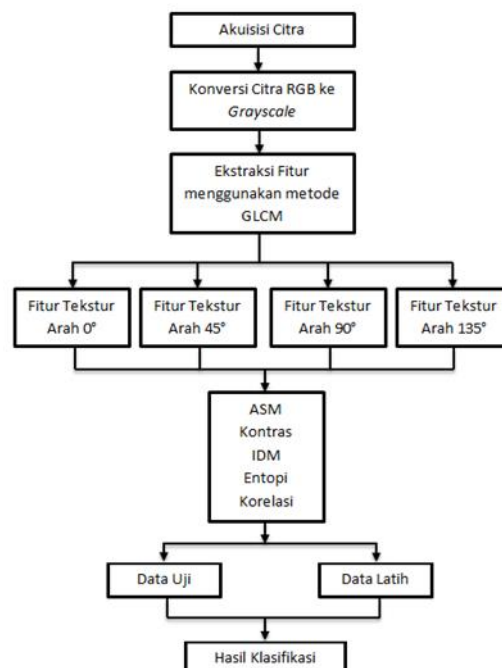 Akuisisi Citra
Konversi Citra RGB ke
Grayscale
Ekstraksi Fitur
menggunakan metode
GLCM
Fitur Tekstur
Arah 0°
Fitur Tekstur
Arah 45°
Fitur Tekstur
Arah 90°
Fitur Tekstur
Arah 135°
ASM
Kontras
IDM
Entopi
Korelasi
Data Uji
Data Latih
Hasil Klasifikasi